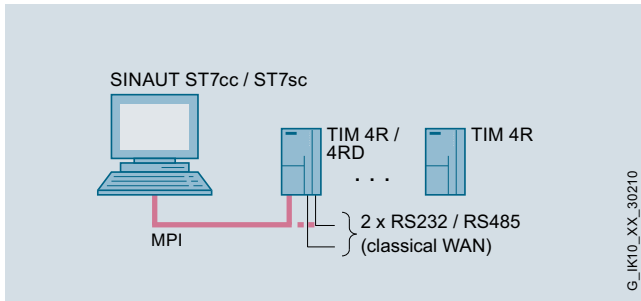 SINAUT ST7cc / ST7sc
TIM 4R /
4RD
TIM 4R
. . .
2 x RS232 / RS485
(classical WAN)
MPI
G_IK10_XX_30210